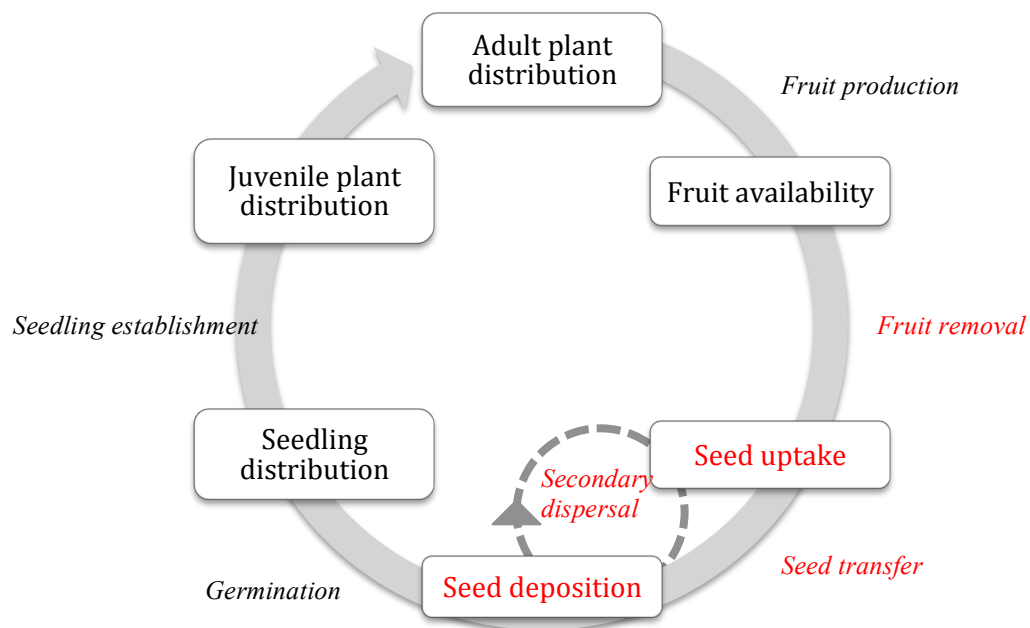 Adult plant
distribution
Fruit production
Juvenile plant
distribution
Fruit availability
Seedling establishment
Fruit removal
Seedling
distribution
Seed uptake
Secondary
dispersal
Seed transfer
Seed deposition
Germination